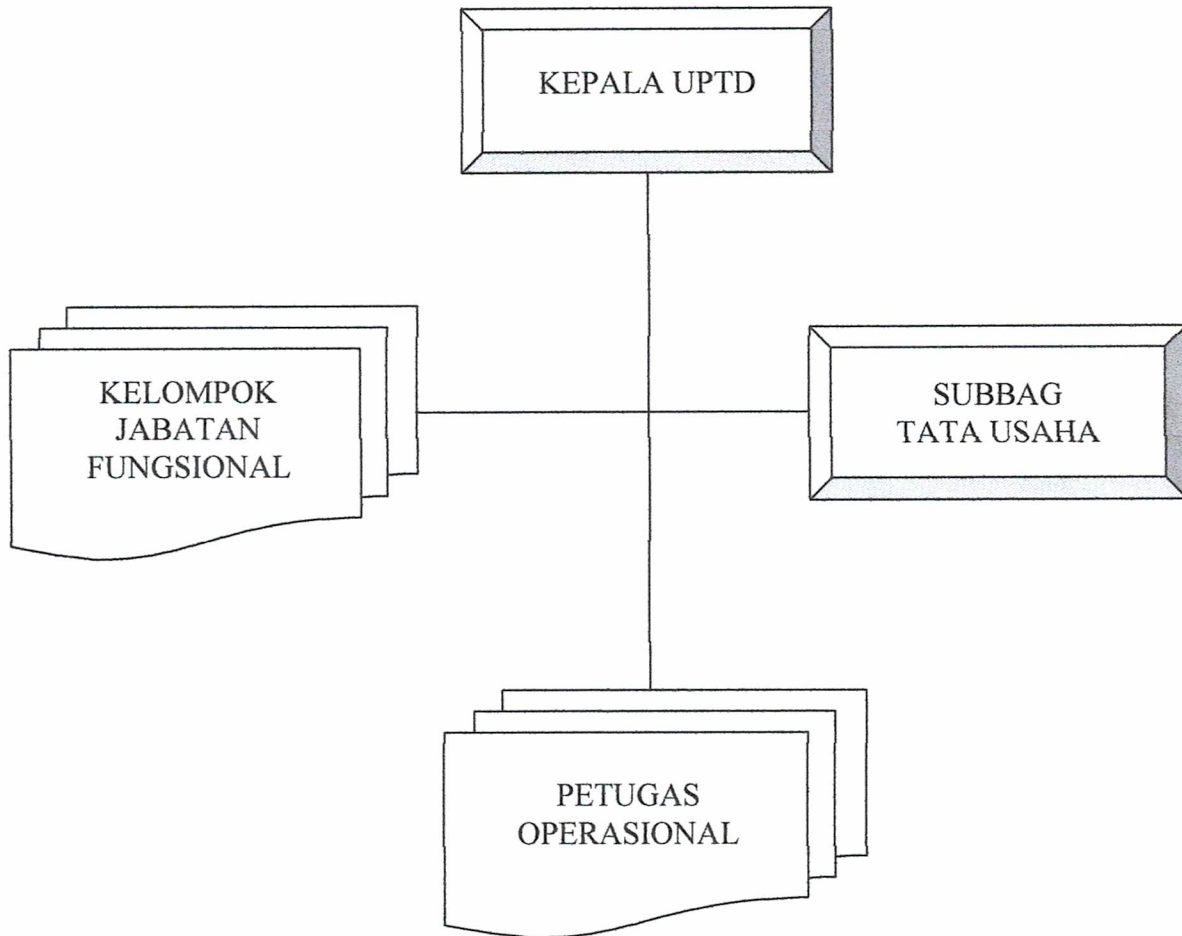 KEPALA UPTD
KELOMPOK
JABATAN
FUNGSIONAL
SUBBAG
TATA USAHA
PETUGAS
OPERASIONAL